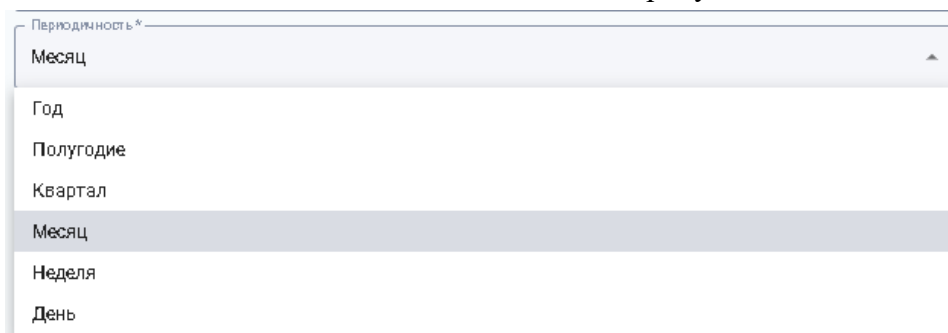 Периодичность *
Месяц
Год
Полугодие
Квартал
Месяц
Неделя
День